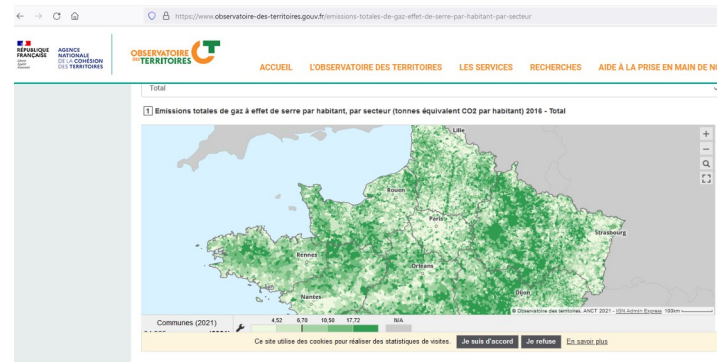 https://www.observatoire-des-territoires.gouv.fr/emissions-totales-de-gaz-effet-de-serre-par-habitant-par-secteur
RÉPUBLIQUE
FRANÇAISE
AGENCE
NATIONALE
DE LA COHÉSION
DES TERRITOIRES
OBSERVATOIRE
DES TERRITOIRES
ACCUEIL L'OBSERVATOIRE DES TERRITOIRES LES SERVICES RECHERCHES AIDE À LA PRISE EN MAIN DE
Total
1 Emissions totales de gaz à effet de serre par habitant, par secteur (tonnes équivalent CO2 par habitant) 2016 - Total
Lille
Rouen
Paris
Strasbourg
Rennes
Orléans
Nantes
Dijon
© Observatoire des territoires, ANCT 2021 - IGN Admin Express 100km
Communes (2021) 4,52 6,70 10,50 17,72 N/A
Ce site utilise des cookies pour réaliser des statistiques de visites. Je suis d'accord Je refuse En savoir plus